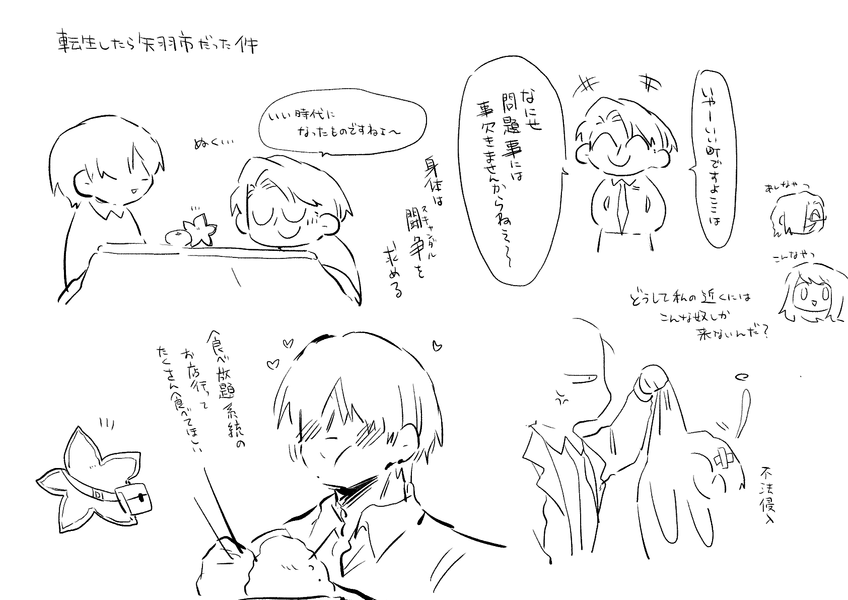 転生したら矢羽市だった件
いやーいい町ですよここは
なにせ
問題事には
事欠きませんからねぇ〜〜
いい時代に
なったものですねぇ〜
ぬく…
身体は
闘争を
スキャンダル
求める
あんなやつ
こんなやつ
どうして私の近くには
こんな奴しか
来ないんだ?
食べ放題系統の
お店行って
たくさん食べてほしい
不法侵入